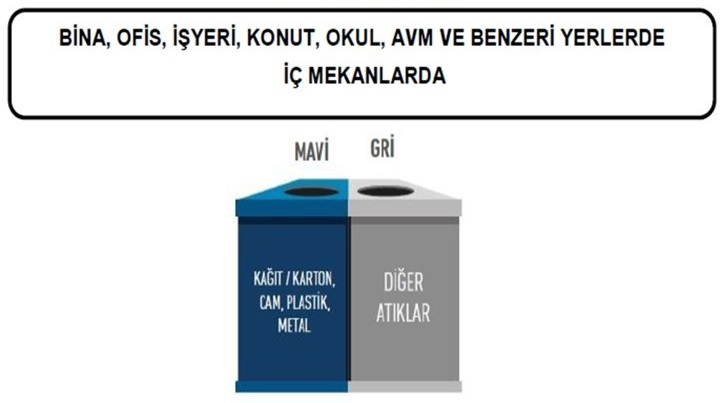 BİNA, OFİS, İŞYERİ, KONUT, OKUL, AVM VE BENZERİ YERLERDE
İÇ MEKANLARDA
MAVİ GRİ
KAĞIT / KARTON,
CAM, PLASTİK,
METAL
DİĞER
ATIKLAR